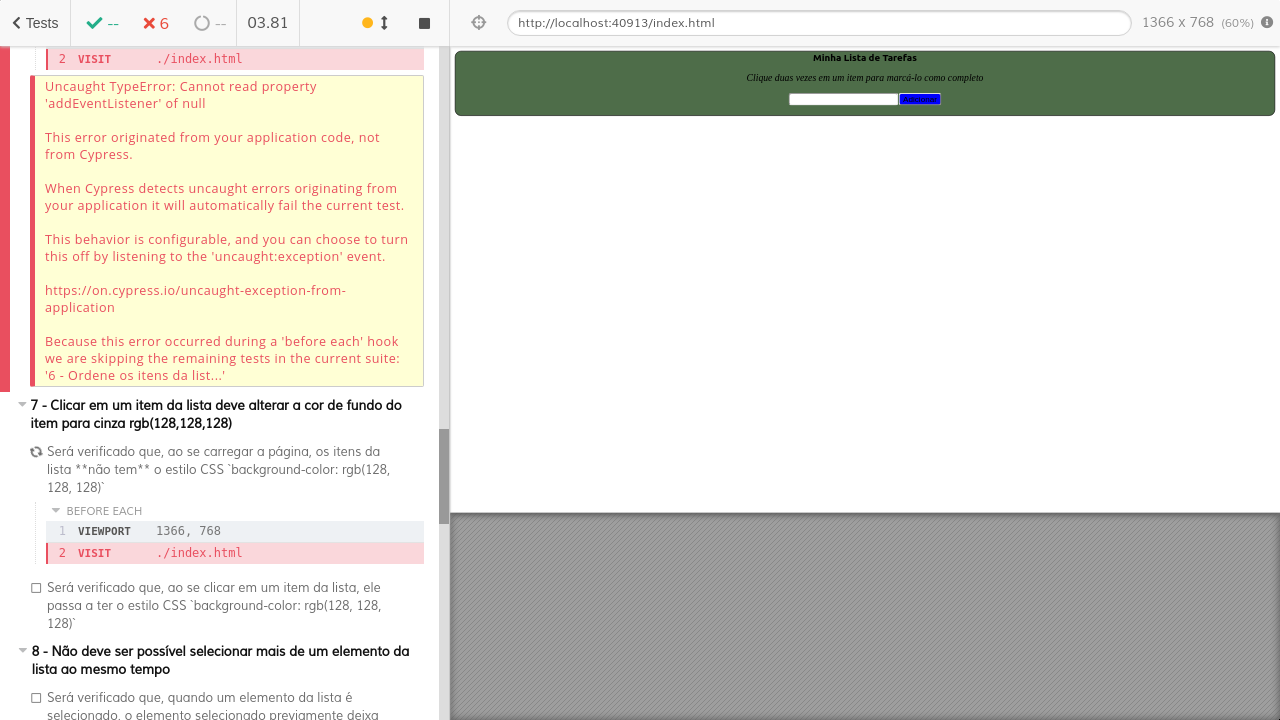 Tests
--
6
--
03.81
http://localhost:40913/index.html
1366 x 768 (60%)
2 VISIT ./index.html
Uncaught TypeError: Cannot read property
'addEventListener' of null
This error originated from your application code, not
from Cypress.
When Cypress detects uncaught errors originating from
your application it will automatically fail the current test.
This behavior is configurable, and you can choose to turn
this off by listening to the 'uncaught:exception' event.
https://on.cypress.io/uncaught-exception-from-
application
Because this error occurred during a 'before each' hook
we are skipping the remaining tests in the current suite:
'6 - Ordene os itens da list...'
7 - Clicar em um item da lista deve alterar a cor de fundo do
item para cinza rgb(128,128,128)
Será verificado que, ao se carregar a página, os itens da
lista **não tem** o estilo CSS `background-color: rgb(128,
128, 128)`
BEFORE EACH
1 VIEWPORT 1366, 768
2 VISIT ./index.html
Será verificado que, ao se clicar em um item da lista, ele
passa a ter o estilo CSS `background-color: rgb(128, 128,
128)`
8 - Não deve ser possível selecionar mais de um elemento da
lista ao mesmo tempo
Será verificado que, quando um elemento da lista é
selecionado, o elemento selecionado previamente deixa
Minha Lista de Tarefas
Clique duas vezes em um item para marcá-lo como completo